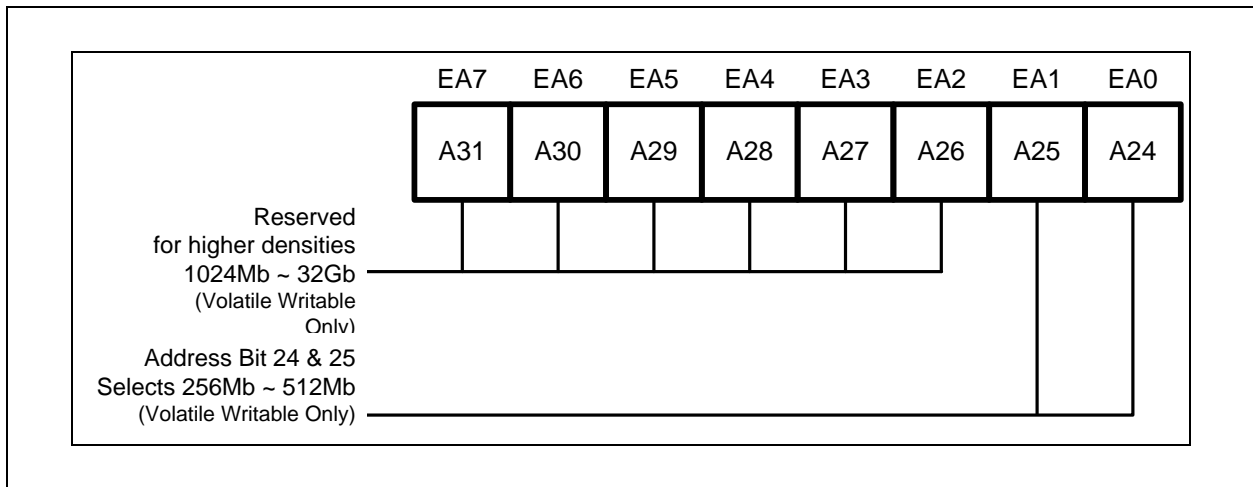 EA7 EA6 EA5 EA4 EA3 EA2 EA1 EA0
A31 A30 A29 A28 A27 A26 A25 A24
Reserved
for higher densities
1024Mb ~ 32Gb
(Volatile Writable
Only)
Address Bit 24 & 25
Selects 256Mb ~ 512Mb
(Volatile Writable Only)